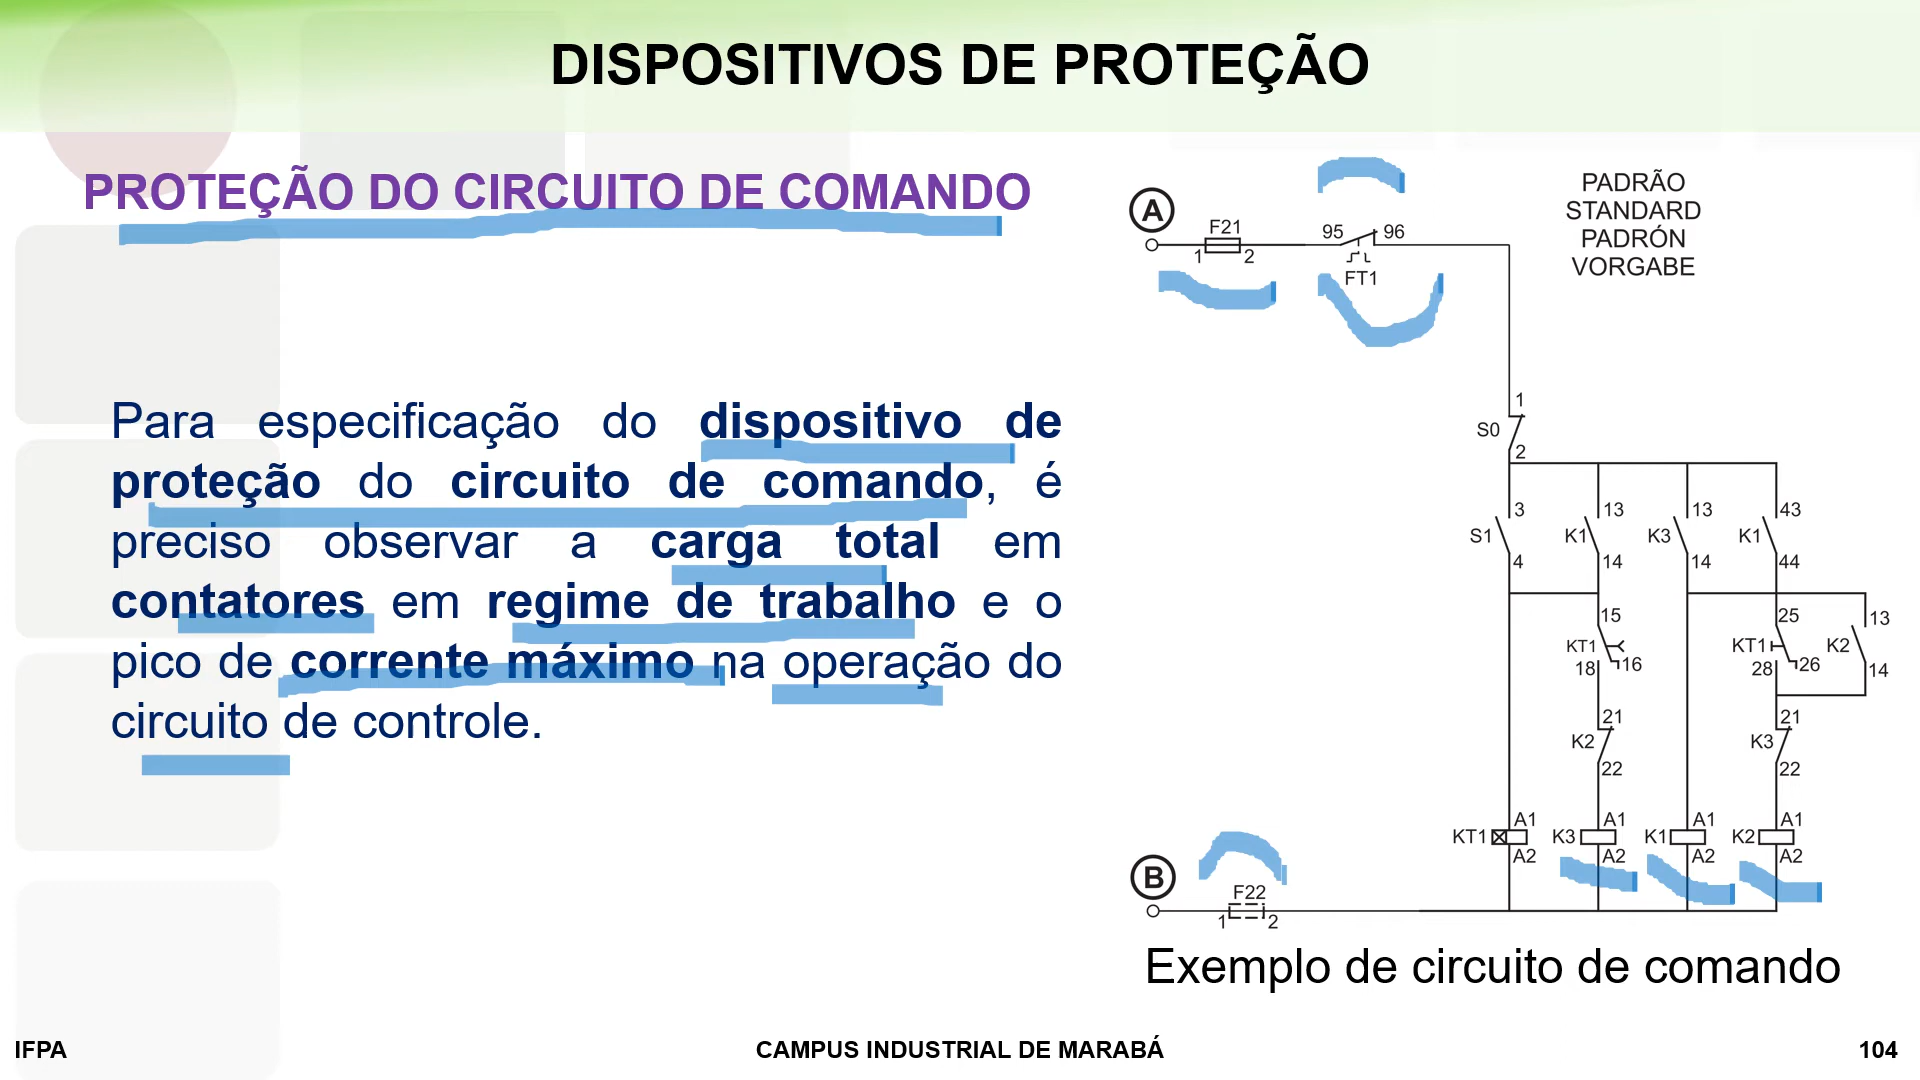 DISPOSITIVOS DE PROTEÇÃO
PROTEÇÃO DO CIRCUITO DE COMANDO
Para especificação do dispositivo de
proteção do circuito de comando, é
preciso observar a carga total em
contatores em regime de trabalho e o
pico de corrente máximo na operação do
circuito de controle.
PADRÃO
STANDARD
PADRÓN
VORGABE
A
F21
1 2
95 96
FT1
1
S0
2
3 13 13 43
S1 K1 K3 K1
4 14 14 44
15 25 13
KT1 KT1 K2
18 16 28 26 14
21 21
K2 K3
22 22
A1 A1 A1 A1
KT1 K3 K1 K2
A2 A2 A2 A2
B
F22
1 2
Exemplo de circuito de comando
IFPA
CAMPUS INDUSTRIAL DE MARABÁ
104